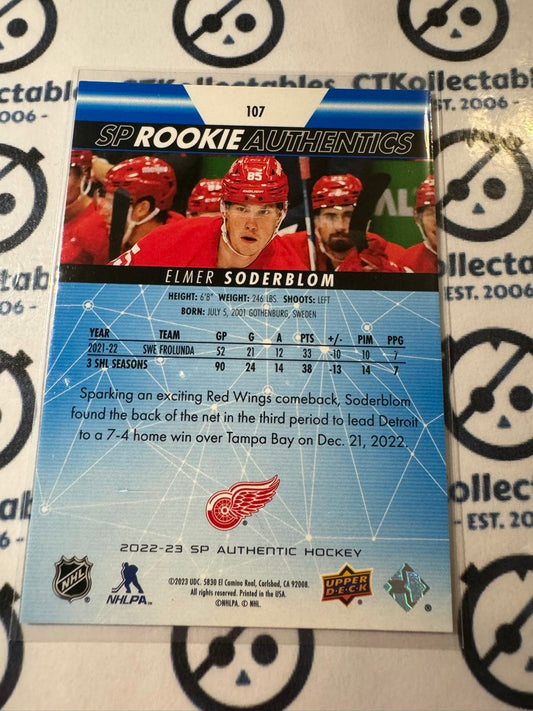 CTKollectables
EST. 2006 -
107
SP ROOKIE AUTHENTICS
85
ELMER SODERBLOM
HEIGHT: 6'8" WEIGHT: 246 LBS. SHOOTS: LEFT
BORN: JULY 5, 2001 GOTHENBURG, SWEDEN
YEAR TEAM GP G A PTS +/- PIM PPG
2021-22 SWE FROLUNDA 52 21 12 33 -10 10 7
3 SHL SEASONS 90 24 14 38 -13 14 7
Sparking an exciting Red Wings comeback, Soderblom
found the back of the net in the third period to lead Detroit
to a 7-4 home win over Tampa Bay on Dec. 21, 2022.
2022-23 SP AUTHENTIC HOCKEY
©2023 UDC. 5830 El Camino Real, Carlsbad, CA 92008.
All rights reserved. Printed in the USA.
©NHLPA. © NHL.
NHL
NHLPA
UPPER
DECK